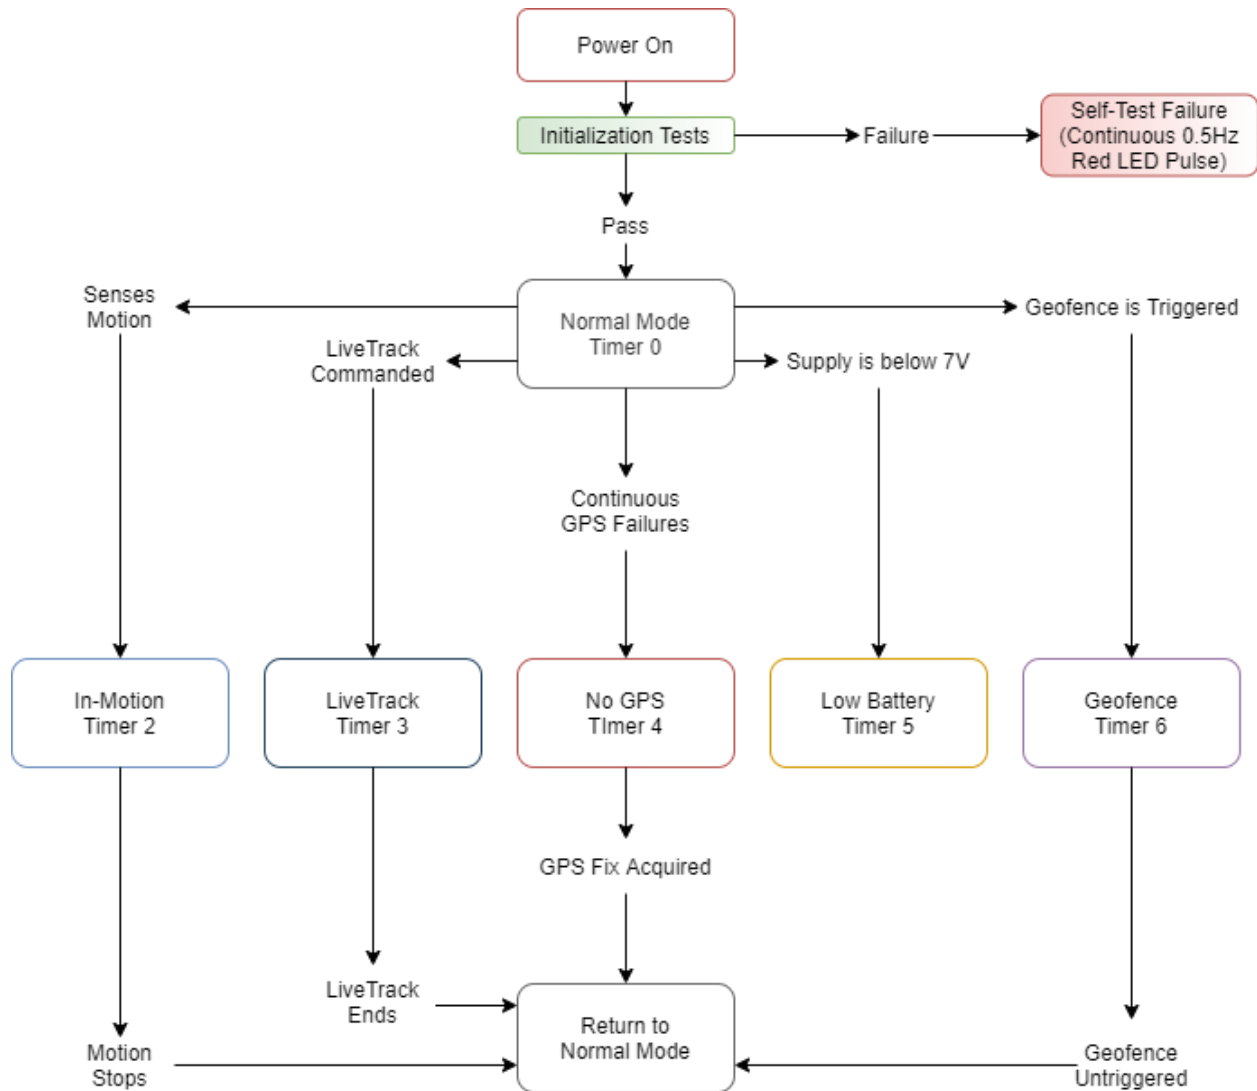 Power On
Initialization Tests
Failure
Self-Test Failure
(Continuous 0.5Hz
Red LED Pulse)
Pass
Senses
Motion
Normal Mode
Timer 0
Geofence is Triggered
LiveTrack
Commanded
Supply is below 7V
Continuous
GPS Failures
In-Motion
Timer 2
LiveTrack
Timer 3
No GPS
TImer 4
Low Battery
Timer 5
Geofence
Timer 6
GPS Fix Acquired
LiveTrack
Ends
Return to
Normal Mode
Motion
Stops
Geofence
Untriggered